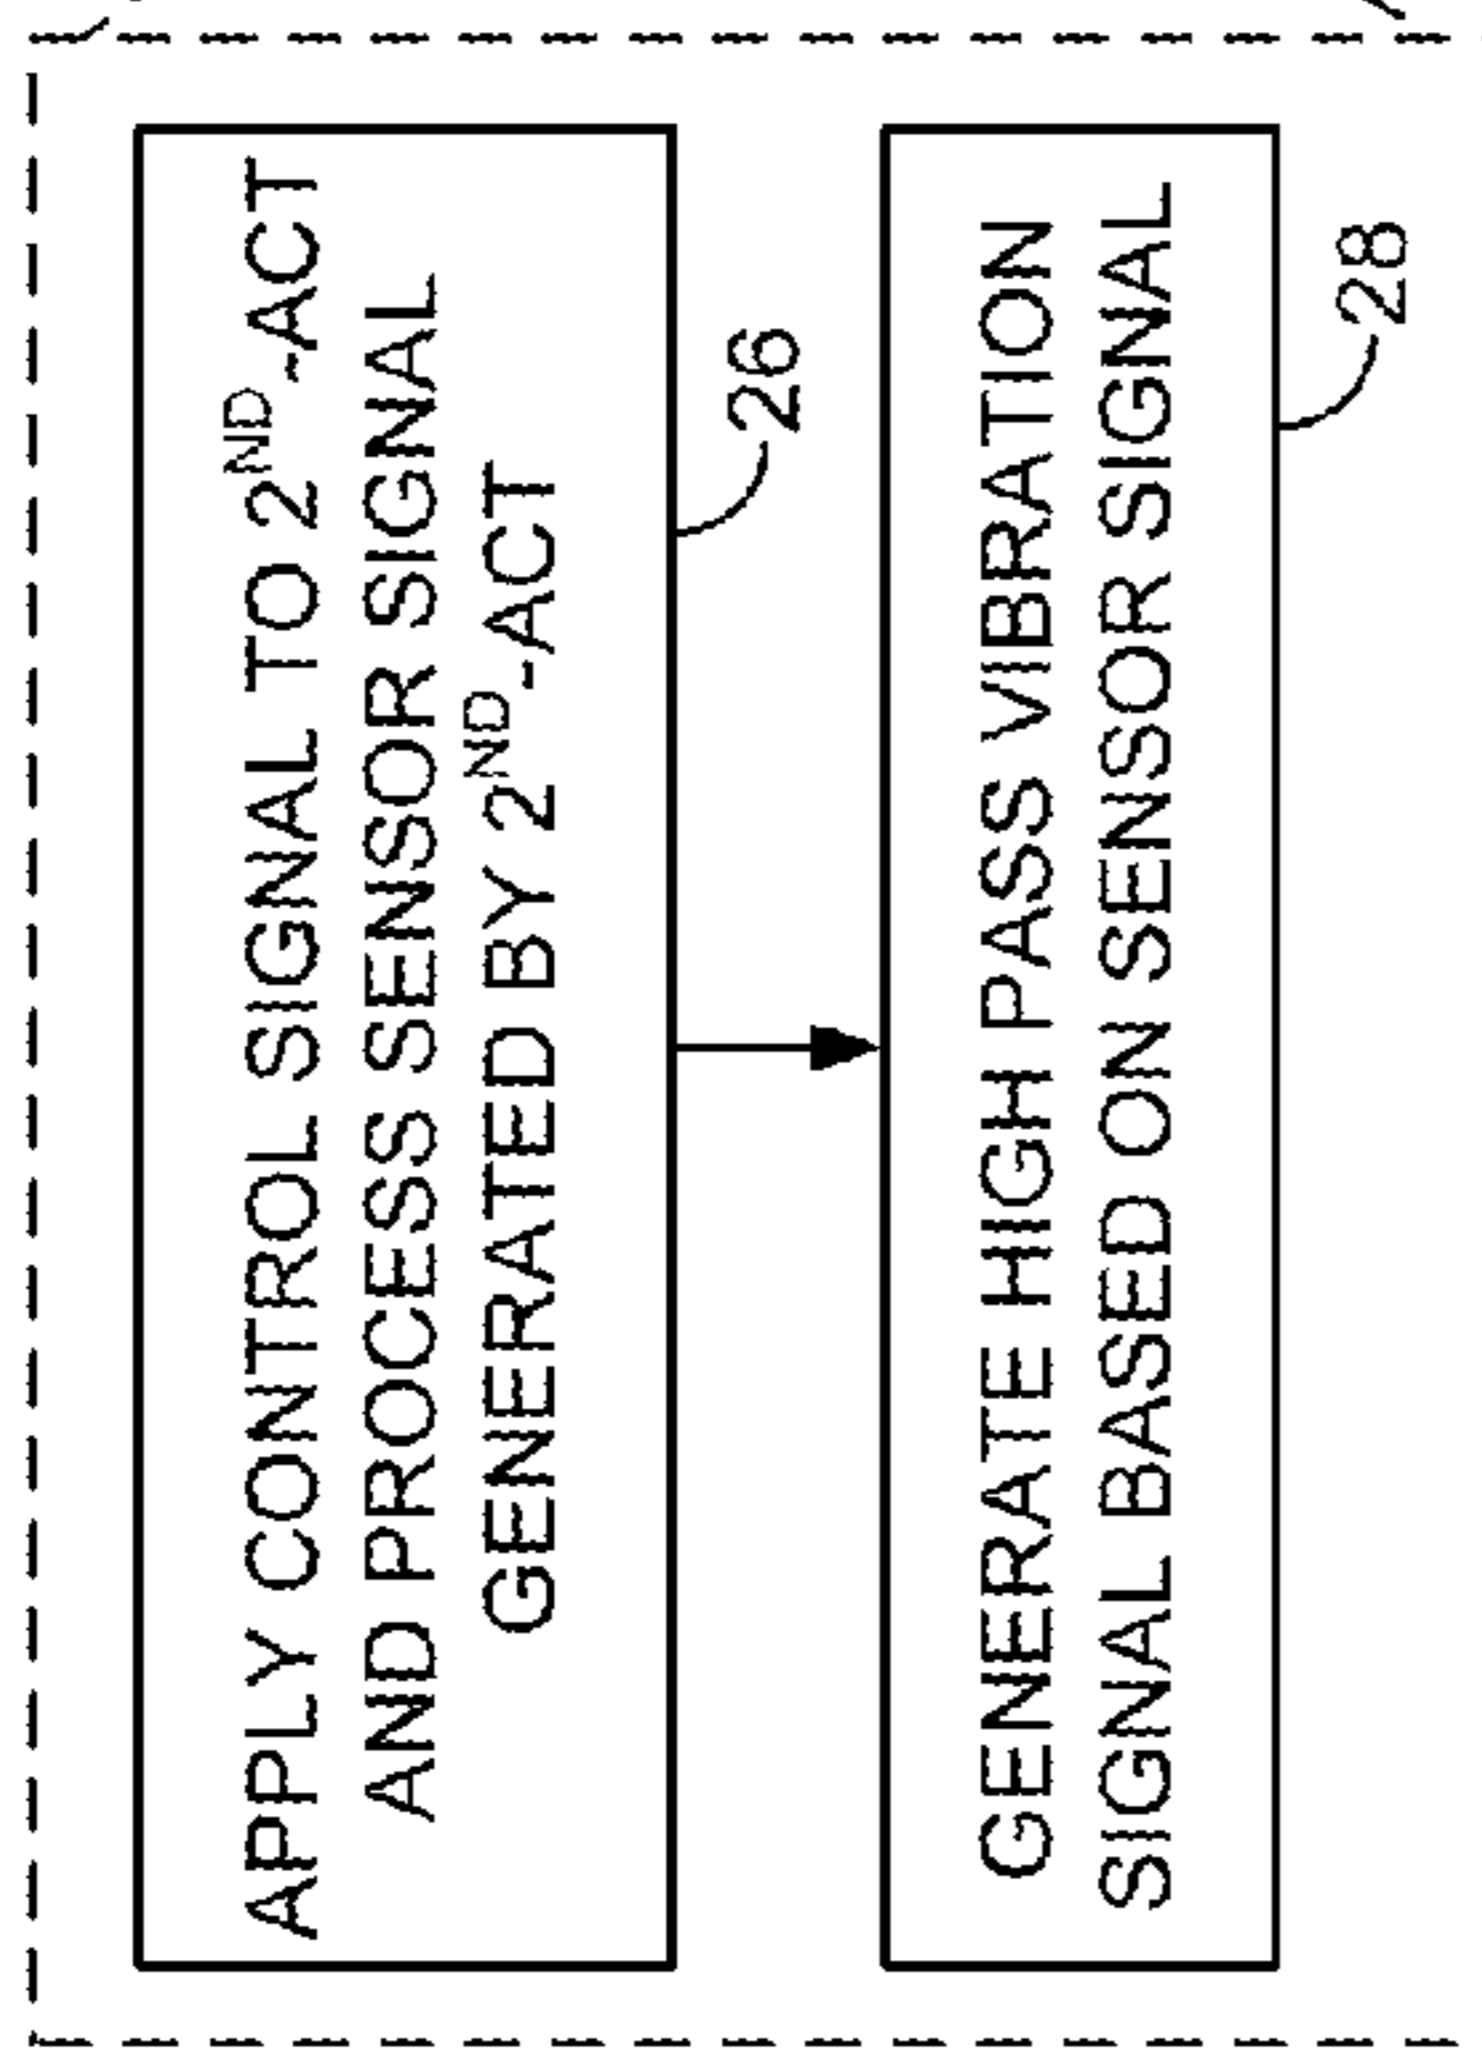 APPLY CONTROL SIGNAL TO 2ND-ACT
AND PROCESS SENSOR SIGNAL
GENERATED BY 2ND-ACT
26
GENERATE HIGH PASS VIBRATION
SIGNAL BASED ON SENSOR SIGNAL
28